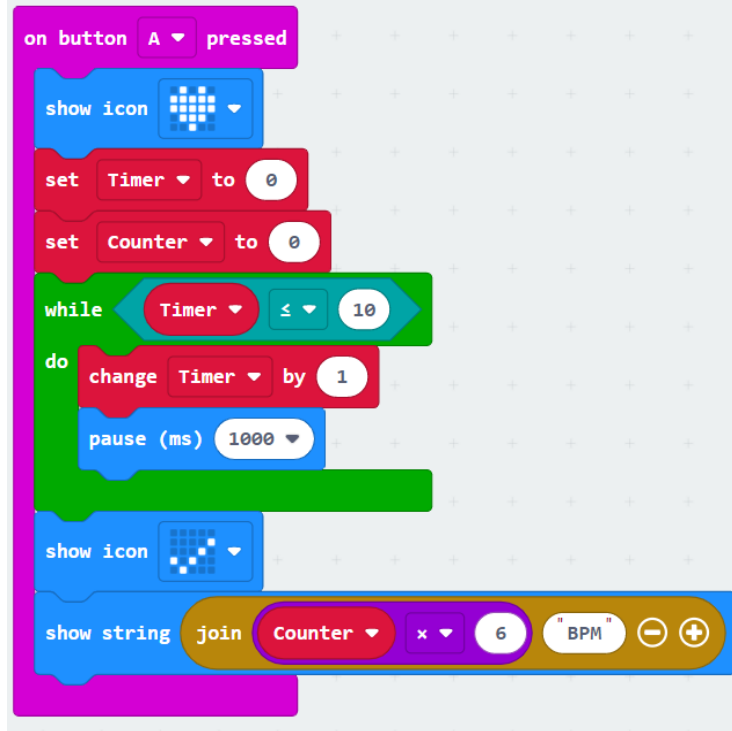 on button A pressed
show icon
set Timer to 0
set Counter to 0
while Timer ≤ 10
do
change Timer by 1
pause (ms) 1000
show icon
show string join Counter × 6 "BPM"